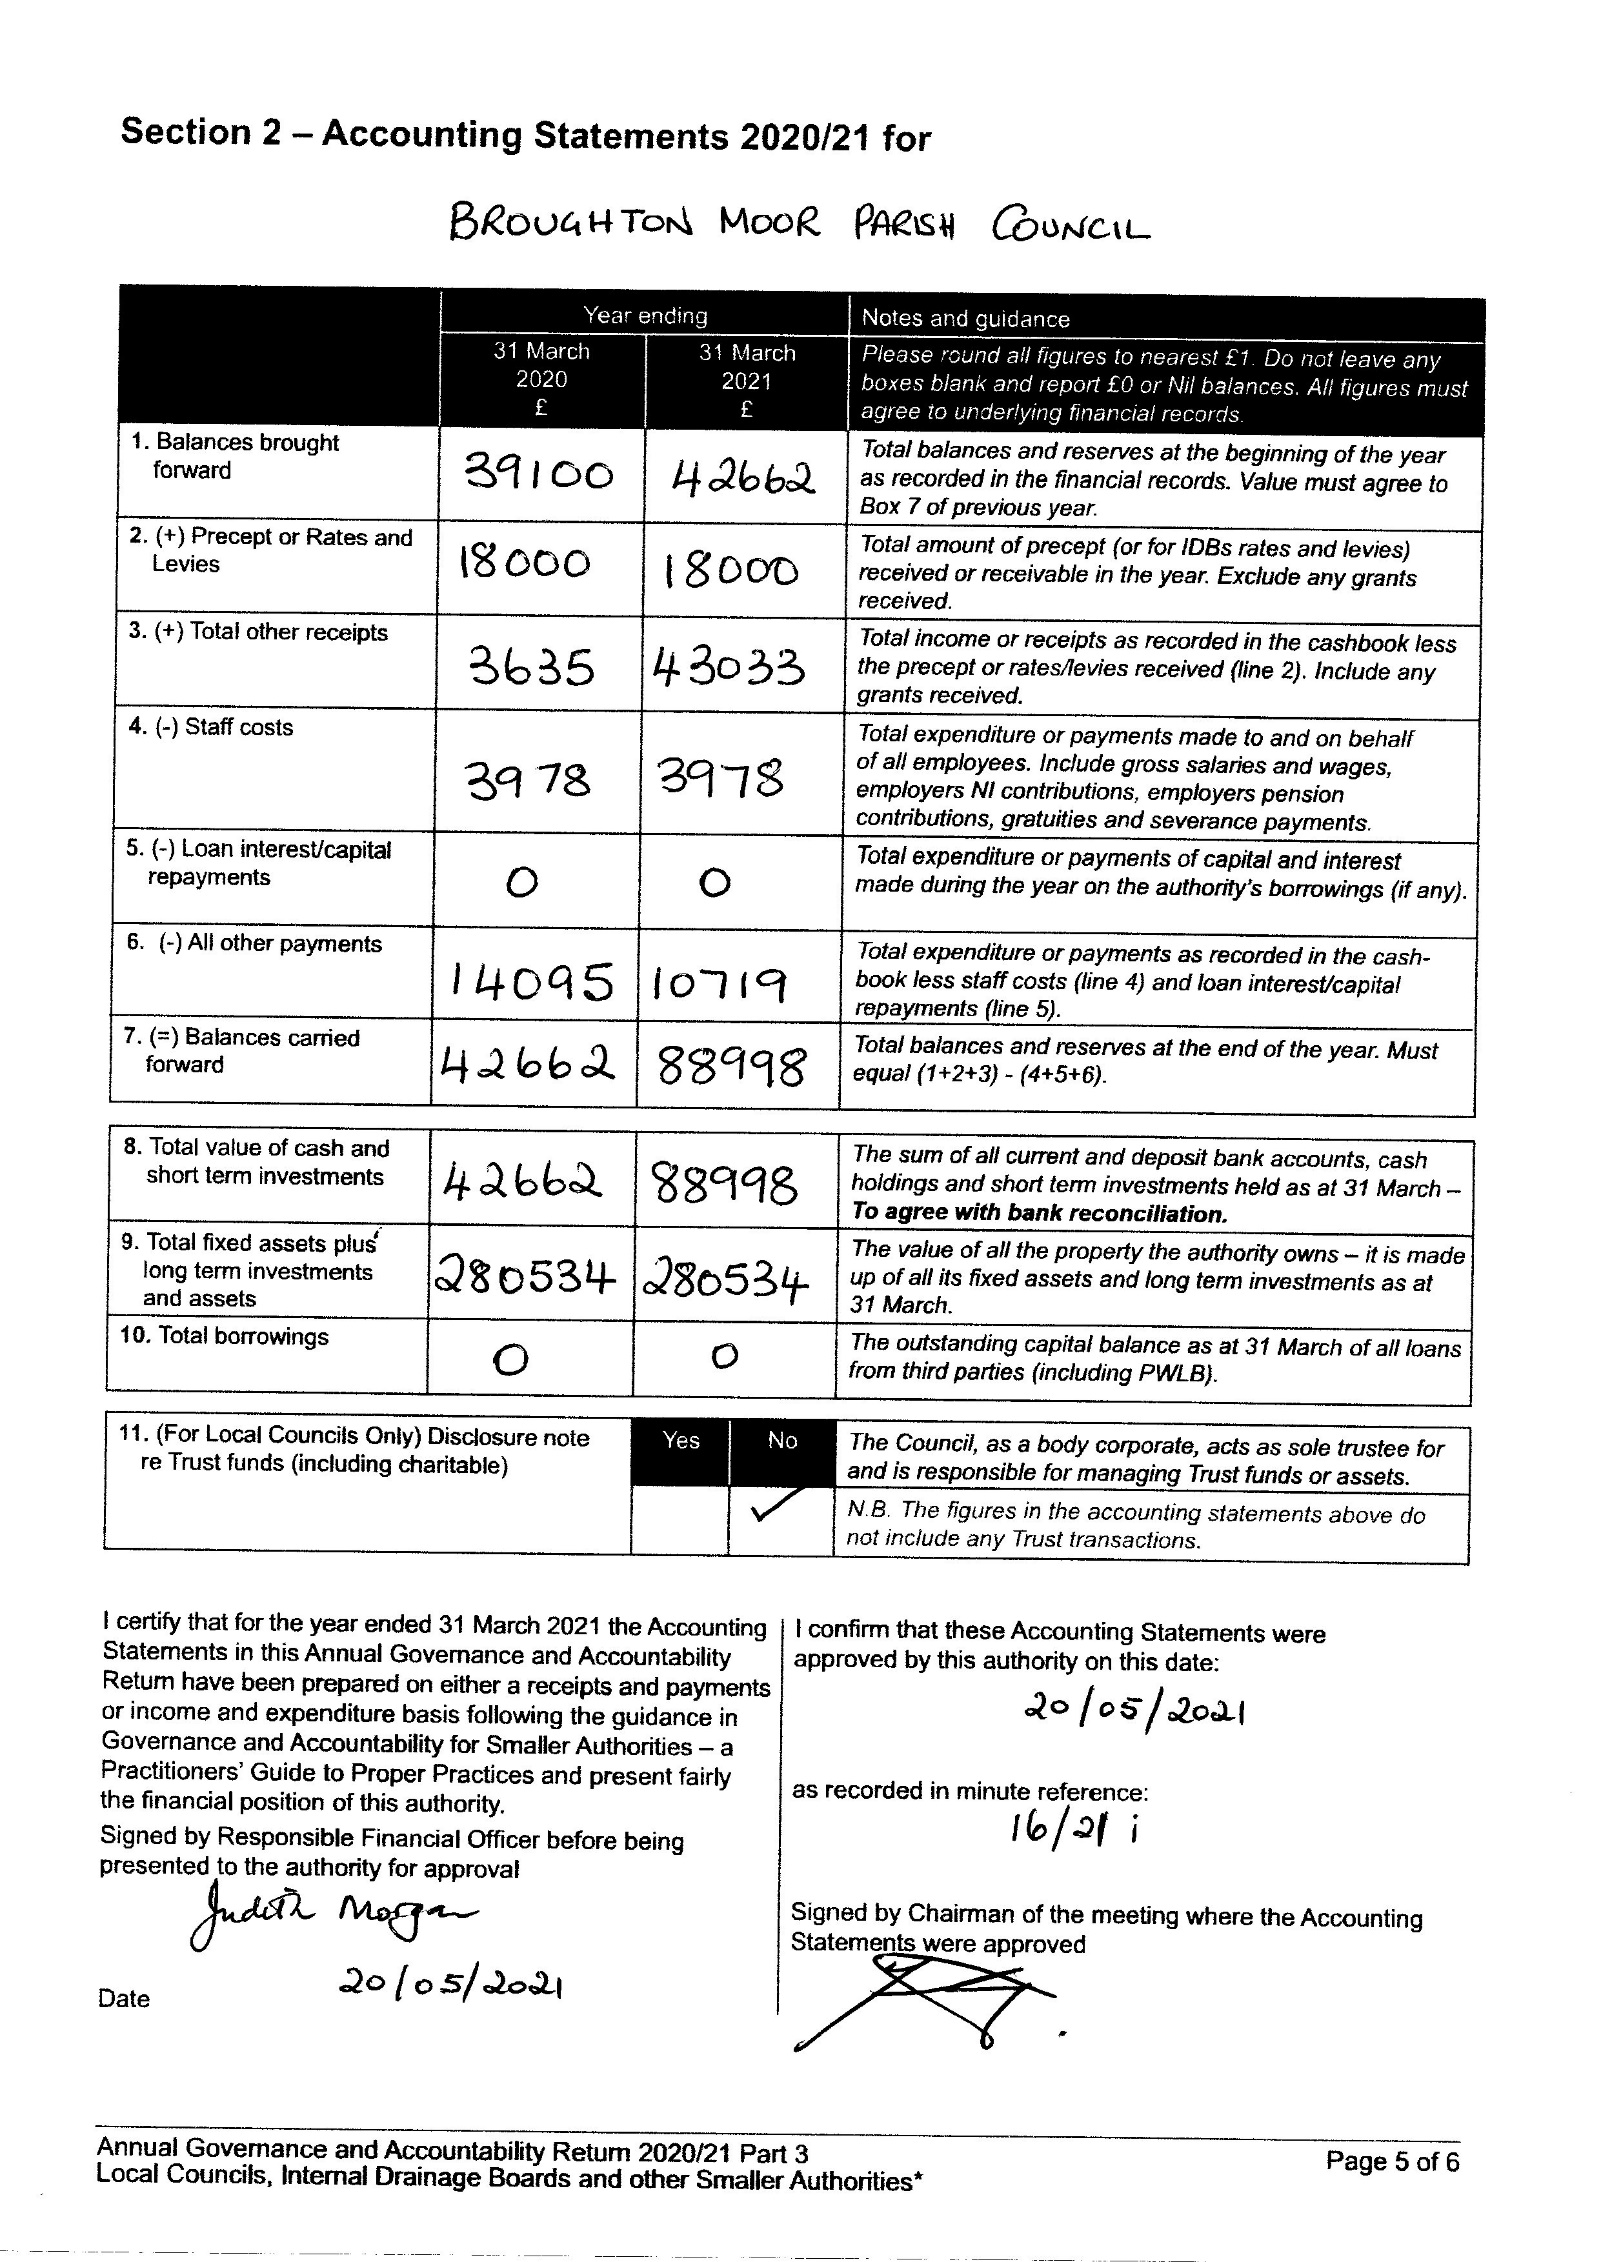 Section 2 – Accounting Statements 2020/21 for
BROUGHTON MOOR PARISH COUNCIL
Year ending
Notes and guidance
31 March
2020
£
31 March
2021
£
Please round all figures to nearest £1. Do not leave any
boxes blank and report £0 or Nil balances. All figures must
agree to underlying financial records.
1. Balances brought
forward
39100
42662
Total balances and reserves at the beginning of the year
as recorded in the financial records. Value must agree to
Box 7 of previous year.
2. (+) Precept or Rates and
Levies
18000
18000
Total amount of precept (or for IDBs rates and levies)
received or receivable in the year. Exclude any grants
received.
3. (+) Total other receipts
3635
43033
Total income or receipts as recorded in the cashbook less
the precept or rates/levies received (line 2). Include any
grants received.
4. (-) Staff costs
3978
3978
Total expenditure or payments made to and on behalf
of all employees. Include gross salaries and wages,
employers NI contributions, employers pension
contributions, gratuities and severance payments.
5. (-) Loan interest/capital
repayments
0
0
Total expenditure or payments of capital and interest
made during the year on the authority's borrowings (if any).
6. (-) All other payments
14095
10719
Total expenditure or payments as recorded in the cash-
book less staff costs (line 4) and loan interest/capital
repayments (line 5).
7. (=) Balances carried
forward
42662
88998
Total balances and reserves at the end of the year. Must
equal (1+2+3) - (4+5+6).
8. Total value of cash and
short term investments
42662
88998
The sum of all current and deposit bank accounts, cash
holdings and short term investments held as at 31 March –
To agree with bank reconciliation.
9. Total fixed assets plus
long term investments
and assets
280534
280534
The value of all the property the authority owns – it is made
up of all its fixed assets and long term investments as at
31 March.
10. Total borrowings
0
0
The outstanding capital balance as at 31 March of all loans
from third parties (including PWLB).
11. (For Local Councils Only) Disclosure note
re Trust funds (including charitable)
Yes
No
✓
The Council, as a body corporate, acts as sole trustee for
and is responsible for managing Trust funds or assets.
N.B. The figures in the accounting statements above do
not include any Trust transactions.
I certify that for the year ended 31 March 2021 the Accounting
Statements in this Annual Governance and Accountability
Return have been prepared on either a receipts and payments
or income and expenditure basis following the guidance in
Governance and Accountability for Smaller Authorities – a
Practitioners' Guide to Proper Practices and present fairly
the financial position of this authority.
Signed by Responsible Financial Officer before being
presented to the authority for approval
Judith Morgan
Date
20/05/2021
I confirm that these Accounting Statements were
approved by this authority on this date:
20/05/2021
as recorded in minute reference:
16/21 i
Signed by Chairman of the meeting where the Accounting
Statements were approved
Annual Governance and Accountability Return 2020/21 Part 3
Local Councils, Internal Drainage Boards and other Smaller Authorities*
Page 5 of 6